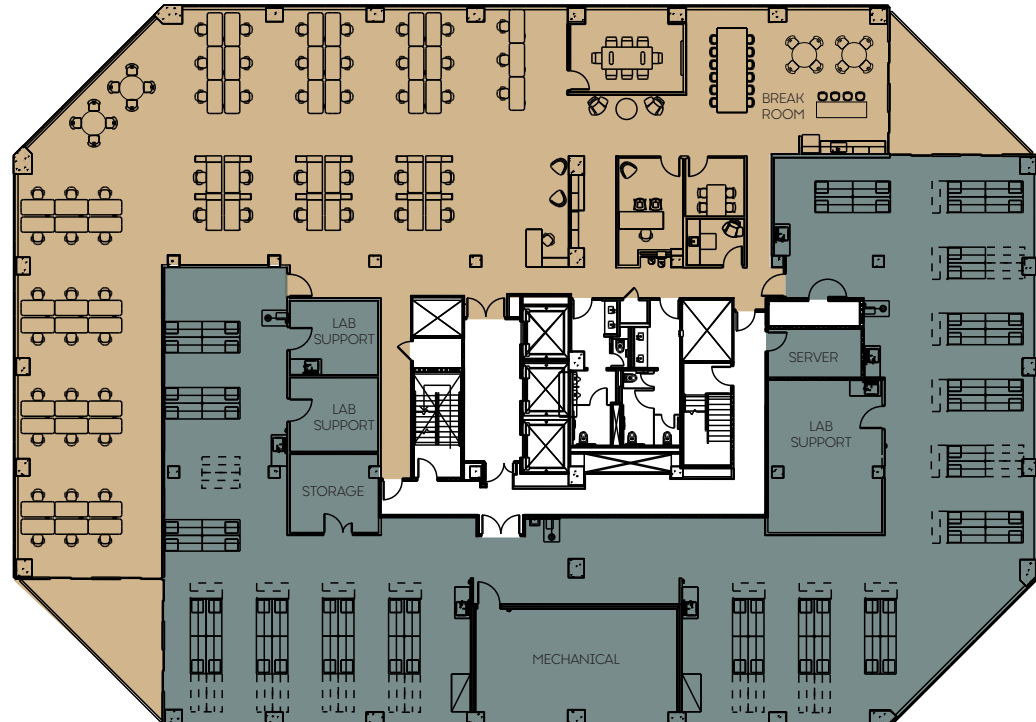 BREAK
ROOM
LAB
SUPPORT
SERVER
LAB
SUPPORT
LAB
SUPPORT
STORAGE
MECHANICAL